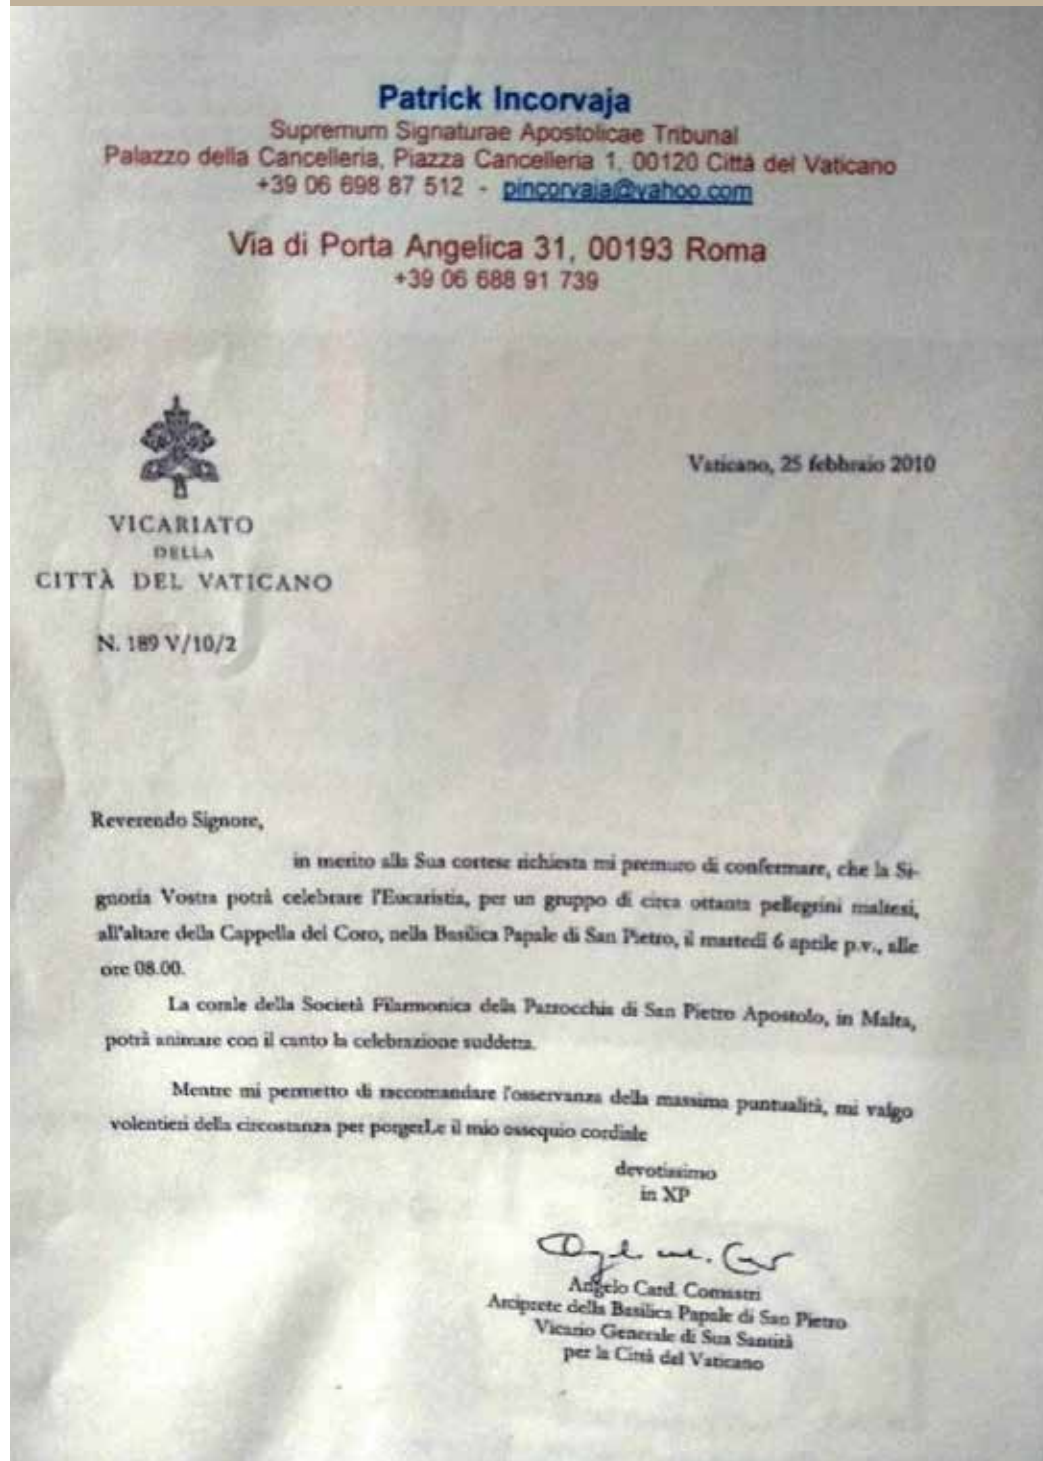 Patrick Incorvaja
Supremum Signaturae Apostolicae Tribunal
Palazzo della Cancelleria, Piazza Cancelleria 1, 00120 Città del Vaticano
+39 06 698 87 512 - pincorvaja@yahoo.com
Via di Porta Angelica 31, 00193 Roma
+39 06 688 91 739
Vaticano, 25 febbraio 2010
VICARIATO
DELLA
CITTÀ DEL VATICANO
N. 189 V/10/2
Reverendo Signore,
in merito alla Sua cortese richiesta mi premuro di confermare, che la Si-
gnoria Vostra potrà celebrare l'Eucaristia, per un gruppo di circa ottanta pellegrini maltesi,
all'altare della Cappella del Coro, nella Basilica Papale di San Pietro, il martedì 6 aprile p.v., alle
ore 08.00.
La corale della Società Filarmonica della Parrocchia di San Pietro Apostolo, in Malta,
potrà animare con il canto la celebrazione suddetta.
Mentre mi permetto di raccomandare l'osservanza della massima puntualità, mi valgo
volentieri della circostanza per porgerLe il mio ossequio cordiale
devotissimo
in XP
Angelo Card. Comastri
Arciprete della Basilica Papale di San Pietro
Vicario Generale di Sua Santità
per la Città del Vaticano